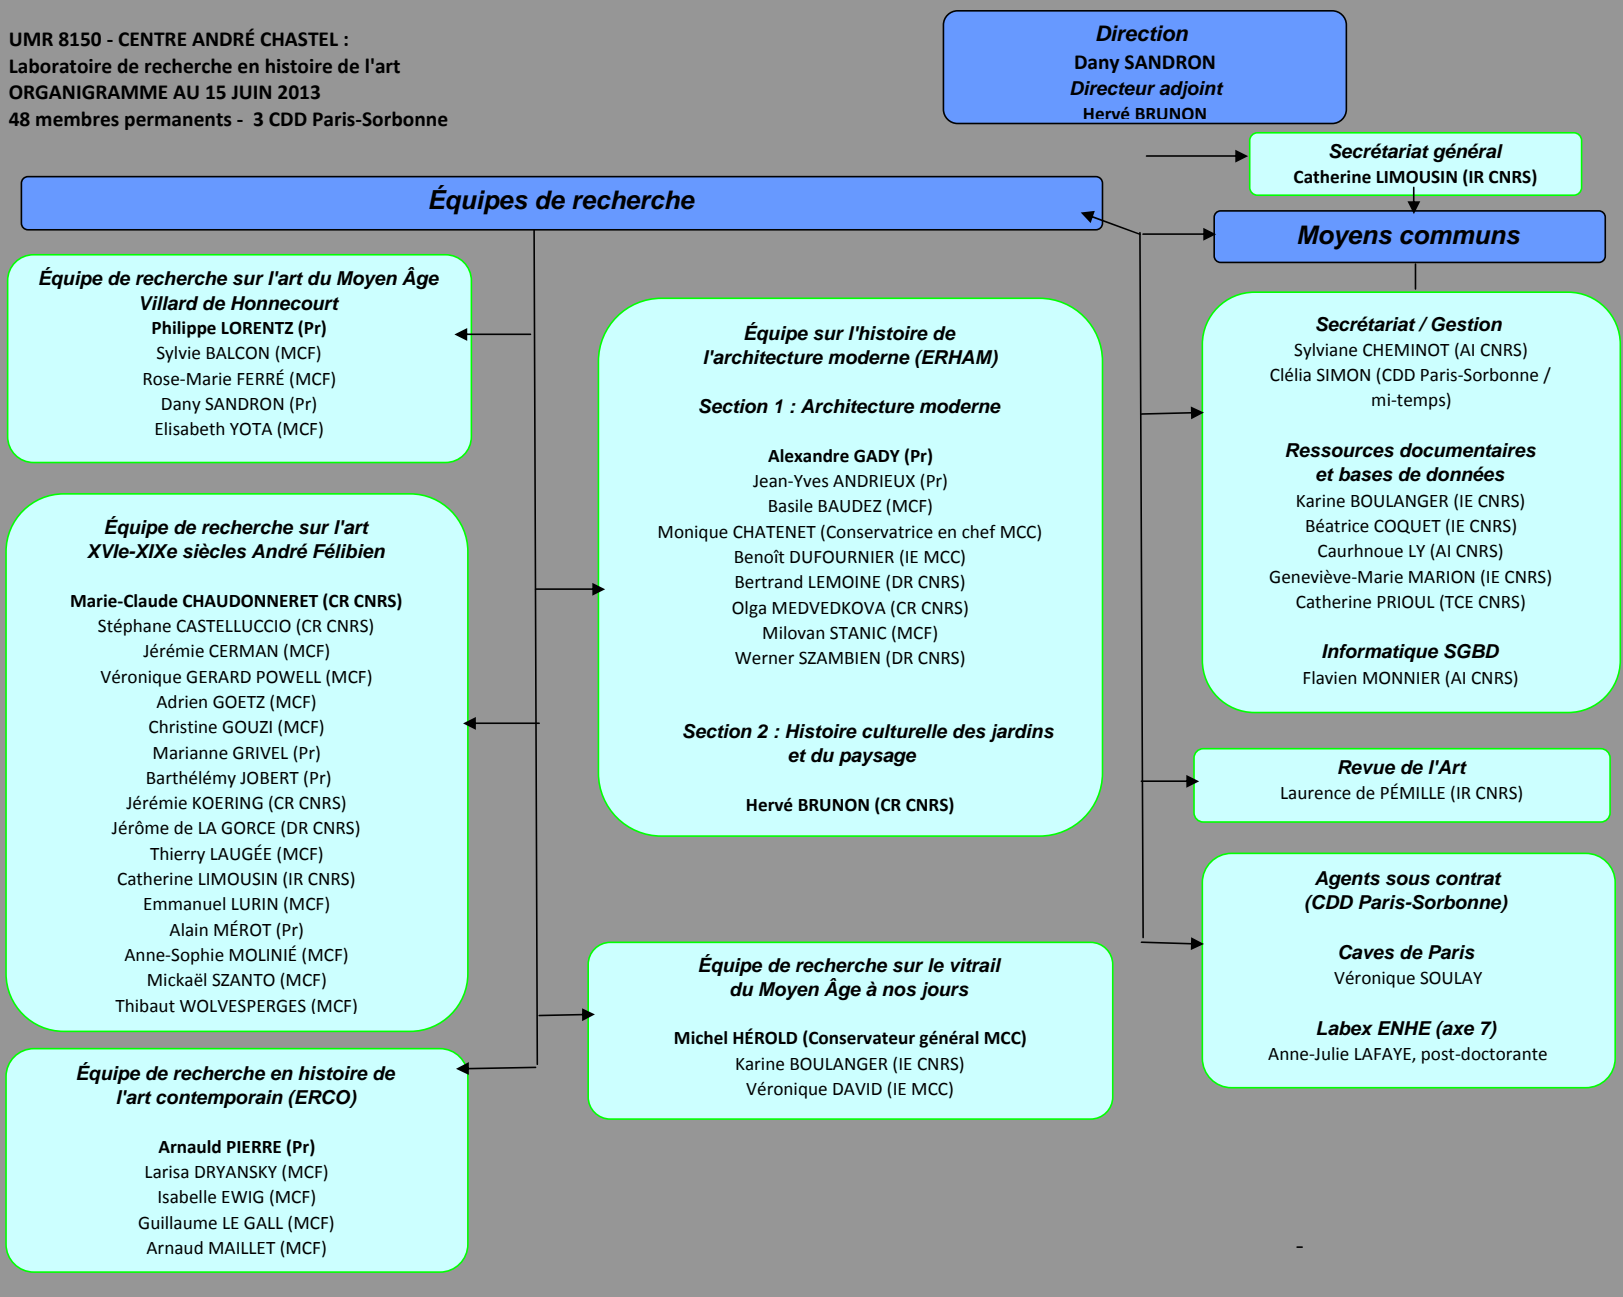 UMR 8150 - CENTRE ANDRÉ CHASTEL :
Laboratoire de recherche en histoire de l'art
ORGANIGRAMME AU 15 JUIN 2013
48 membres permanents - 3 CDD Paris-Sorbonne
Direction
Dany SANDRON
Directeur adjoint
Hervé BRUNON
Secrétariat général
Catherine LIMOUSIN (IR CNRS)
Équipes de recherche
Moyens communs
Équipe de recherche sur l'art du Moyen Âge
Villard de Honnecourt
Philippe LORENTZ (Pr)
Sylvie BALCON (MCF)
Rose-Marie FERRÉ (MCF)
Dany SANDRON (Pr)
Elisabeth YOTA (MCF)
Équipe de recherche sur l'art
XVIe-XIXe siècles André Félibien
Marie-Claude CHAUDONNERET (CR CNRS)
Stéphane CASTELLUCCIO (CR CNRS)
Jérémie CERMAN (MCF)
Véronique GERARD POWELL (MCF)
Adrien GOETZ (MCF)
Christine GOUZI (MCF)
Marianne GRIVEL (Pr)
Barthélémy JOBERT (Pr)
Jérémie KOERING (CR CNRS)
Jérôme de LA GORCE (DR CNRS)
Thierry LAUGÉE (MCF)
Catherine LIMOUSIN (IR CNRS)
Emmanuel LURIN (MCF)
Alain MÉROT (Pr)
Anne-Sophie MOLINIÉ (MCF)
Mickaël SZANTO (MCF)
Thibaut WOLVESPERGES (MCF)
Équipe de recherche en histoire de
l'art contemporain (ERCO)
Arnauld PIERRE (Pr)
Larisa DRYANSKY (MCF)
Isabelle EWIG (MCF)
Guillaume LE GALL (MCF)
Arnaud MAILLET (MCF)
Équipe sur l'histoire de
l'architecture moderne (ERHAM)
Section 1 : Architecture moderne
Alexandre GADY (Pr)
Jean-Yves ANDRIEUX (Pr)
Basile BAUDEZ (MCF)
Monique CHATENET (Conservatrice en chef MCC)
Benoît DUFOURNIER (IE MCC)
Bertrand LEMOINE (DR CNRS)
Olga MEDVEDKOVA (CR CNRS)
Milovan STANIC (MCF)
Werner SZAMBIEN (DR CNRS)
Section 2 : Histoire culturelle des jardins
et du paysage
Hervé BRUNON (CR CNRS)
Équipe de recherche sur le vitrail
du Moyen Âge à nos jours
Michel HÉROLD (Conservateur général MCC)
Karine BOULANGER (IE CNRS)
Véronique DAVID (IE MCC)
Secrétariat / Gestion
Sylviane CHEMINOT (AI CNRS)
Clélia SIMON (CDD Paris-Sorbonne /
mi-temps)
Ressources documentaires
et bases de données
Karine BOULANGER (IE CNRS)
Béatrice COQUET (IE CNRS)
Caurhnoue LY (AI CNRS)
Geneviève-Marie MARION (IE CNRS)
Catherine PRIOUL (TCE CNRS)
Informatique SGBD
Flavien MONNIER (AI CNRS)
Revue de l'Art
Laurence de PÉMILLE (IR CNRS)
Agents sous contrat
(CDD Paris-Sorbonne)
Caves de Paris
Véronique SOULAY
Labex ENHE (axe 7)
Anne-Julie LAFAYE, post-doctorante
-